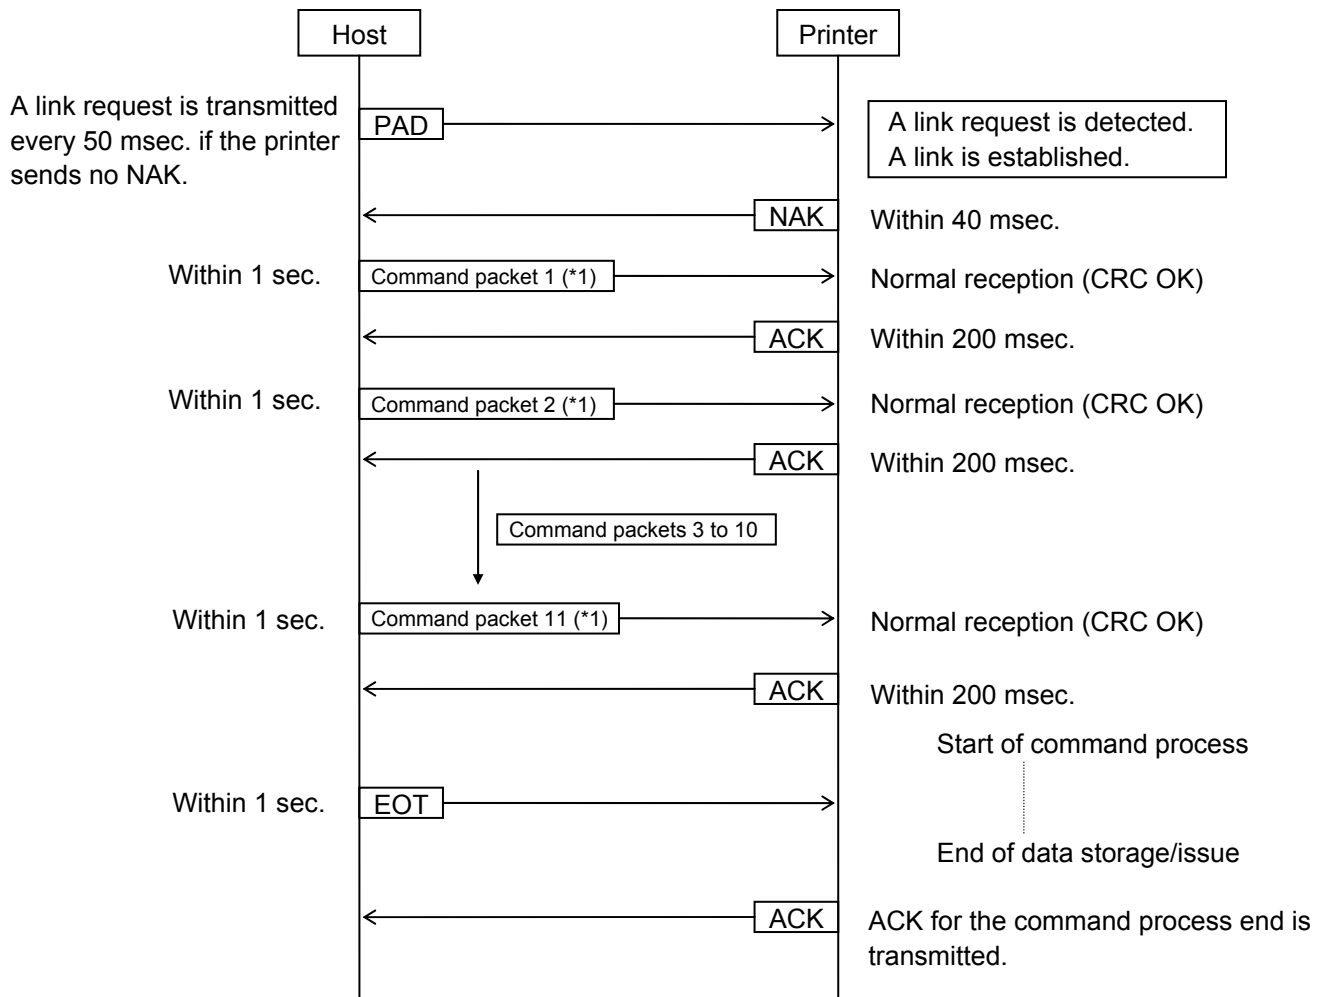 Host
Printer
A link request is transmitted
every 50 msec. if the printer
sends no NAK.
PAD
A link request is detected.
A link is established.
NAK
Within 40 msec.
Within 1 sec.
Command packet 1 (*1)
Normal reception (CRC OK)
ACK
Within 200 msec.
Within 1 sec.
Command packet 2 (*1)
Normal reception (CRC OK)
ACK
Within 200 msec.
Command packets 3 to 10
Within 1 sec.
Command packet 11 (*1)
Normal reception (CRC OK)
ACK
Within 200 msec.
Start of command process
Within 1 sec.
EOT
End of data storage/issue
ACK
ACK for the command process end is
transmitted.